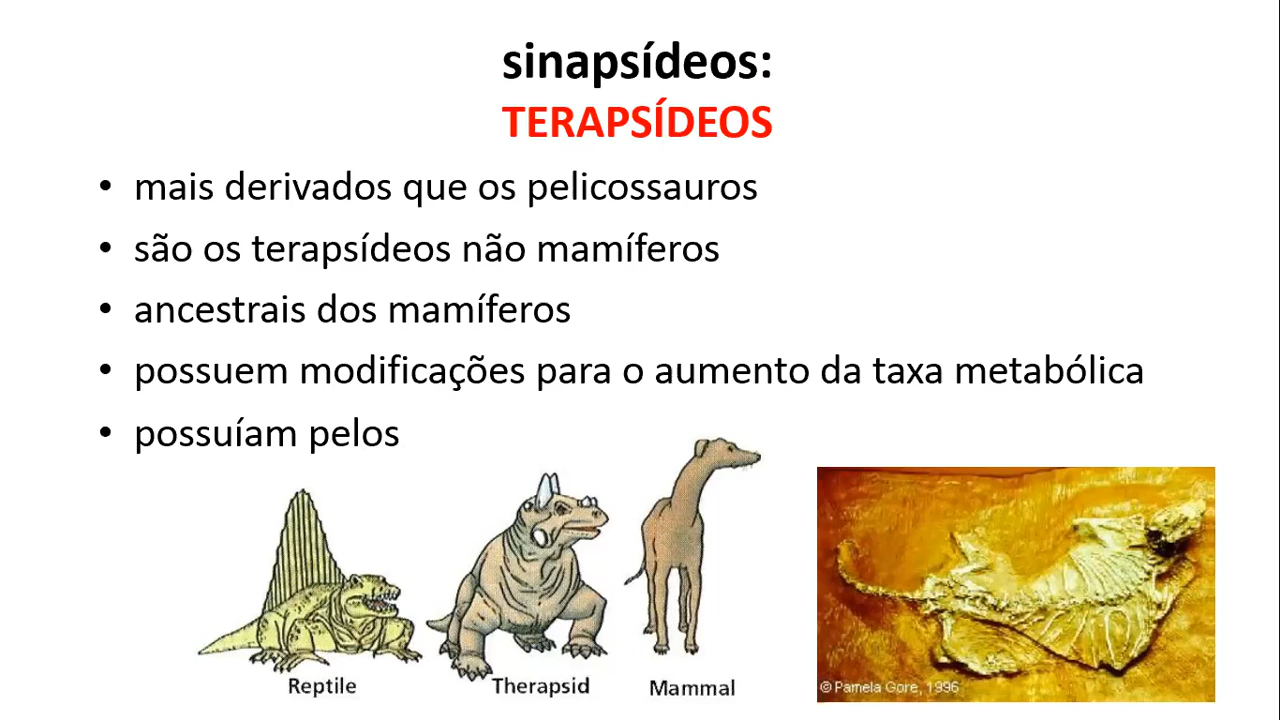 sinapsídeos:
TERAPSÍDEOS
• mais derivados que os pelicossauros
• são os terapsídeos não mamíferos
• ancestrais dos mamíferos
• possuem modificações para o aumento da taxa metabólica
• possuíam pelos
Reptile
Therapsid
Mammal
© Pamela Gore, 1996